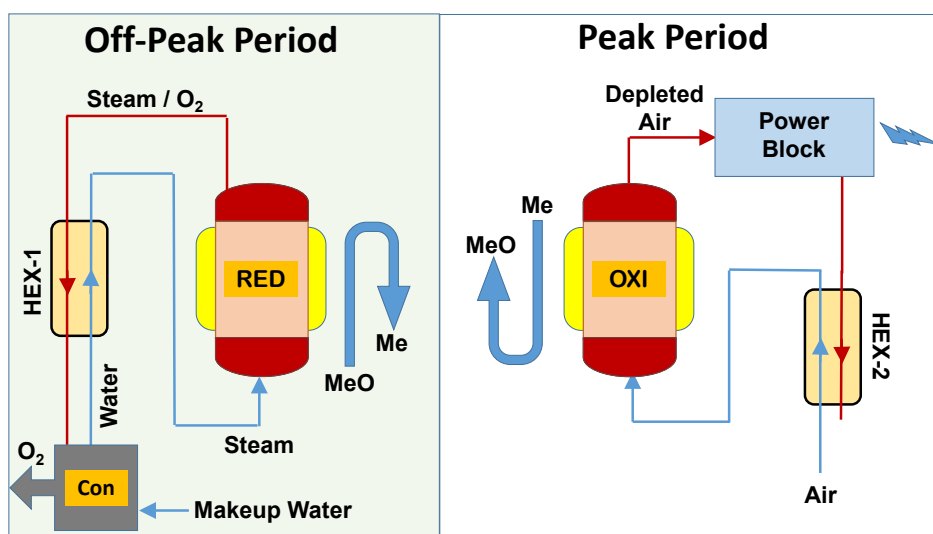 Off-Peak Period
Steam / O₂
HEX-1
RED
MeO
Me
Water
Steam
O₂
Con
Makeup Water
Peak Period
Depleted
Air
Power
Block
Me
MeO
OXI
HEX-2
Air